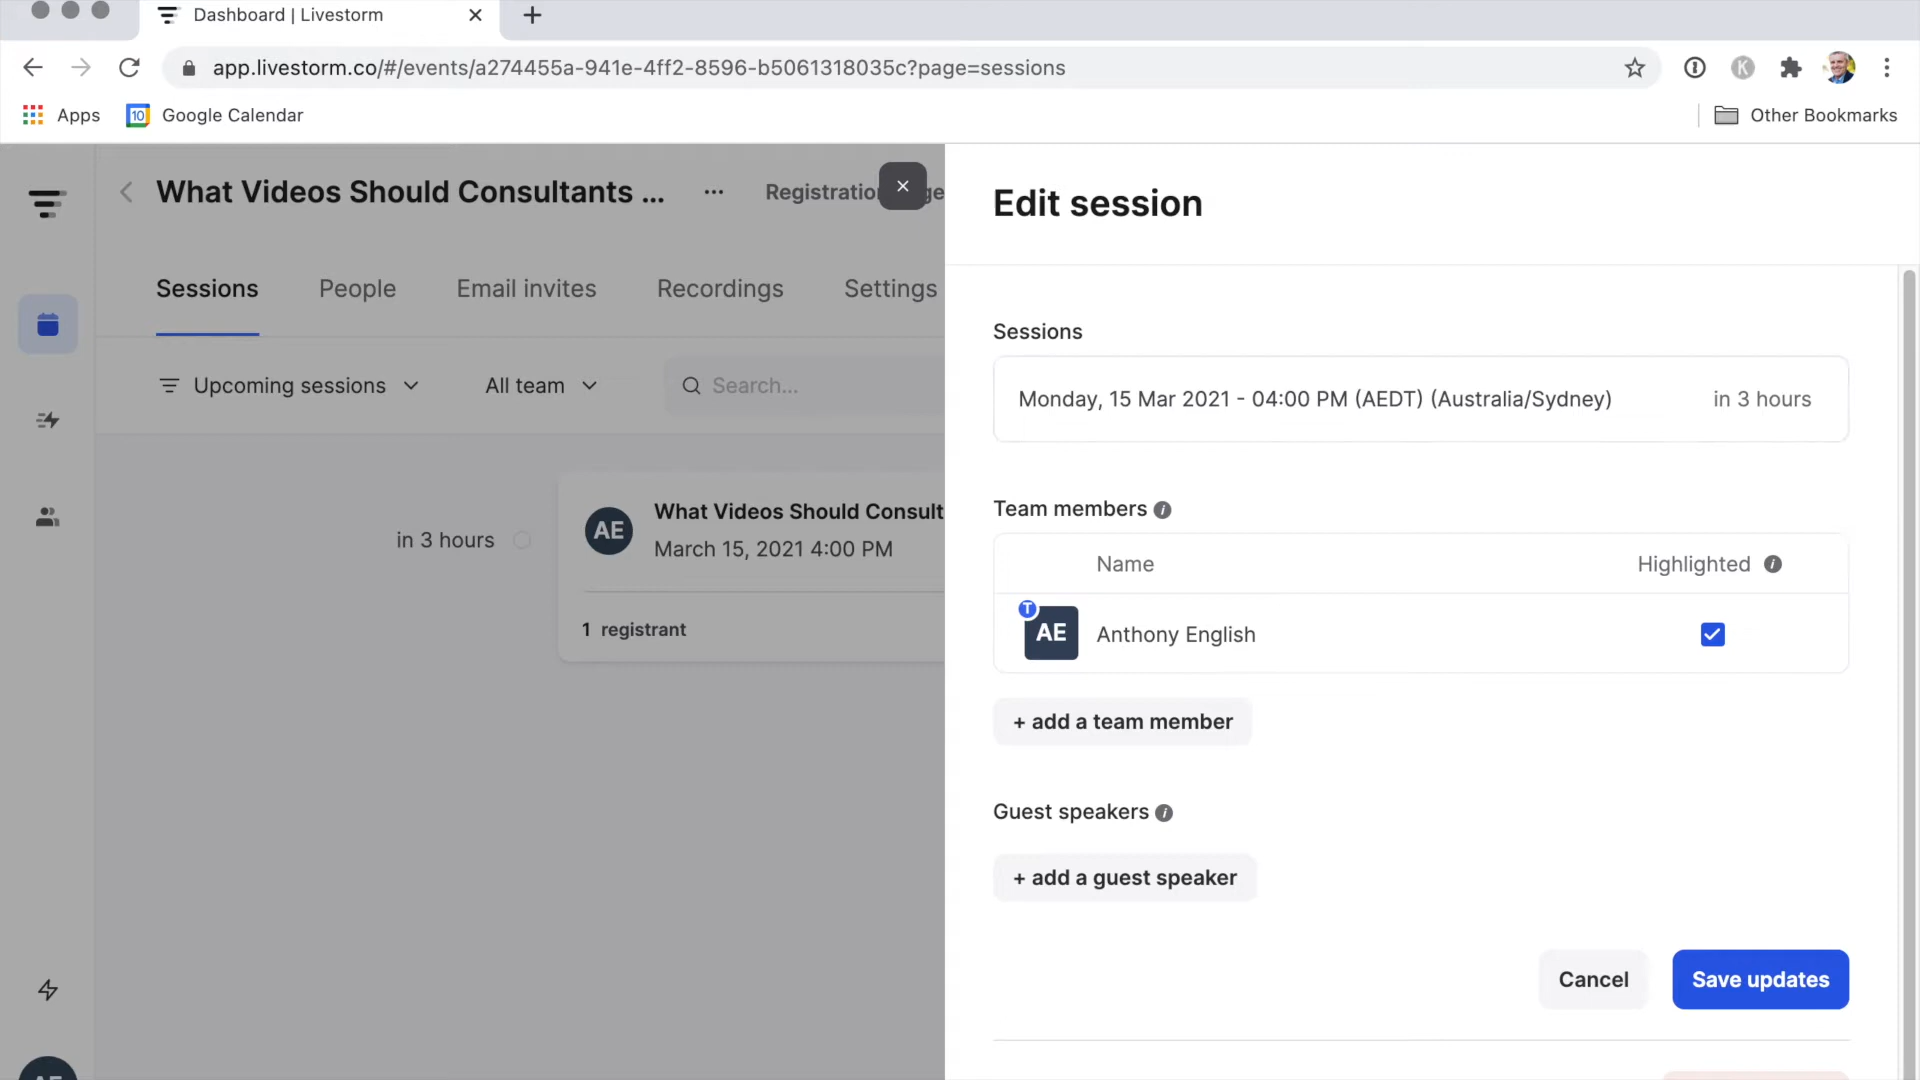 Dashboard | Livestorm
app.livestorm.co/#/events/a274455a-941e-4ff2-8596-b5061318035c?page=sessions
K
Apps
10
Google Calendar
Other Bookmarks
What Videos Should Consultants ...
Registratio
ge
Sessions
People
Email invites
Recordings
Settings
Upcoming sessions
All team
Search...
in 3 hours
AE
What Videos Should Consult
March 15, 2021 4:00 PM
1 registrant
Edit session
Sessions
Monday, 15 Mar 2021 - 04:00 PM (AEDT) (Australia/Sydney)
in 3 hours
Team members
Name
Highlighted
T
AE
Anthony English
+ add a team member
Guest speakers
+ add a guest speaker
Cancel
Save updates